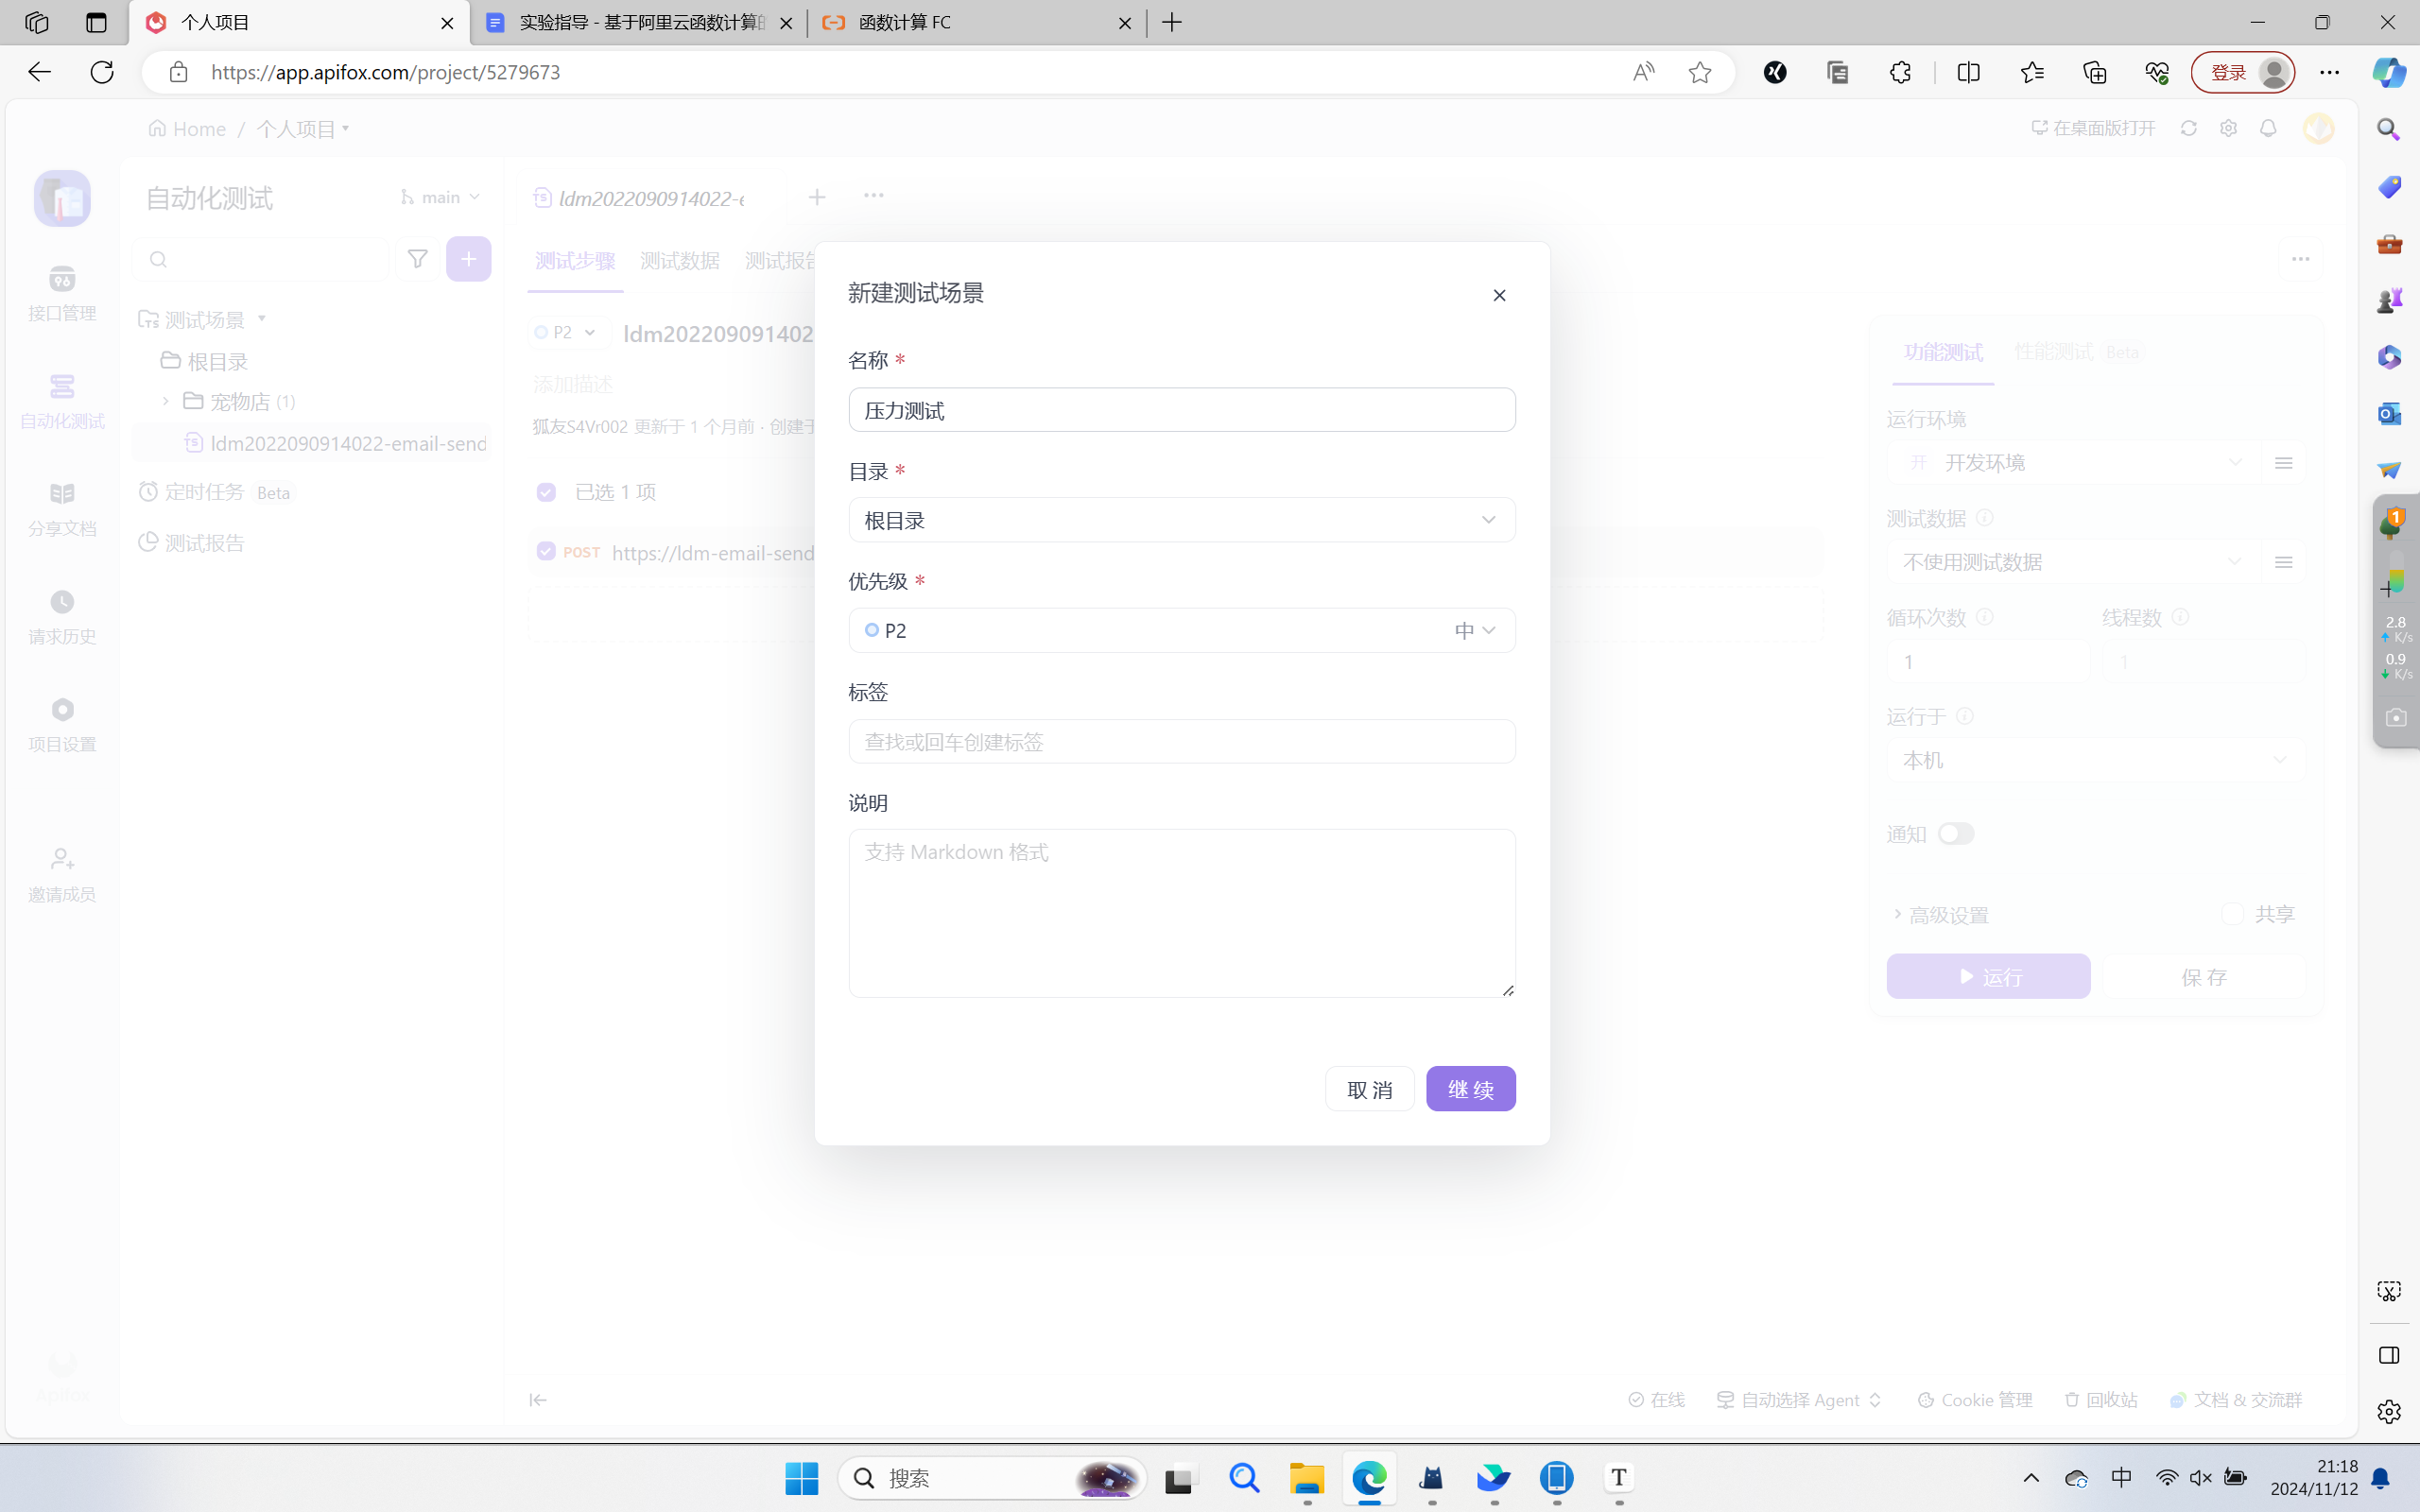 个人项目
实验指导 - 基于阿里云函数计算的
函数计算 FC
https://app.apifox.com/project/5279673
登录
Home / 个人项目
在桌面版打开
自动化测试
main
ldm2022090914022-e
接口管理
自动化测试
分享文档
请求历史
项目设置
邀请成员
测试场景
根目录
宠物店 (1)
ldm2022090914022-email-send
定时任务 Beta
测试报告
测试步骤 测试数据 测试报告
P2 ldm202209091402
添加描述
狐友S4Vr002 更新于 1 个月前 · 创建于
已选 1 项
POST https://ldm-email-send
新建测试场景
名称 *
压力测试
目录 *
根目录
优先级 *
P2 中
标签
查找或回车创建标签
说明
支持 Markdown 格式
取消 继续
功能测试 性能测试 Beta
运行环境
开 开发环境
测试数据
不使用测试数据
循环次数 线程数
1 1
运行于
本机
通知
高级设置 共享
运行 保存
在线 自动选择 Agent Cookie 管理 回收站 文档 & 交流群
1
2.8
K/s
0.9
K/s
搜索
T
中
21:18
2024/11/12